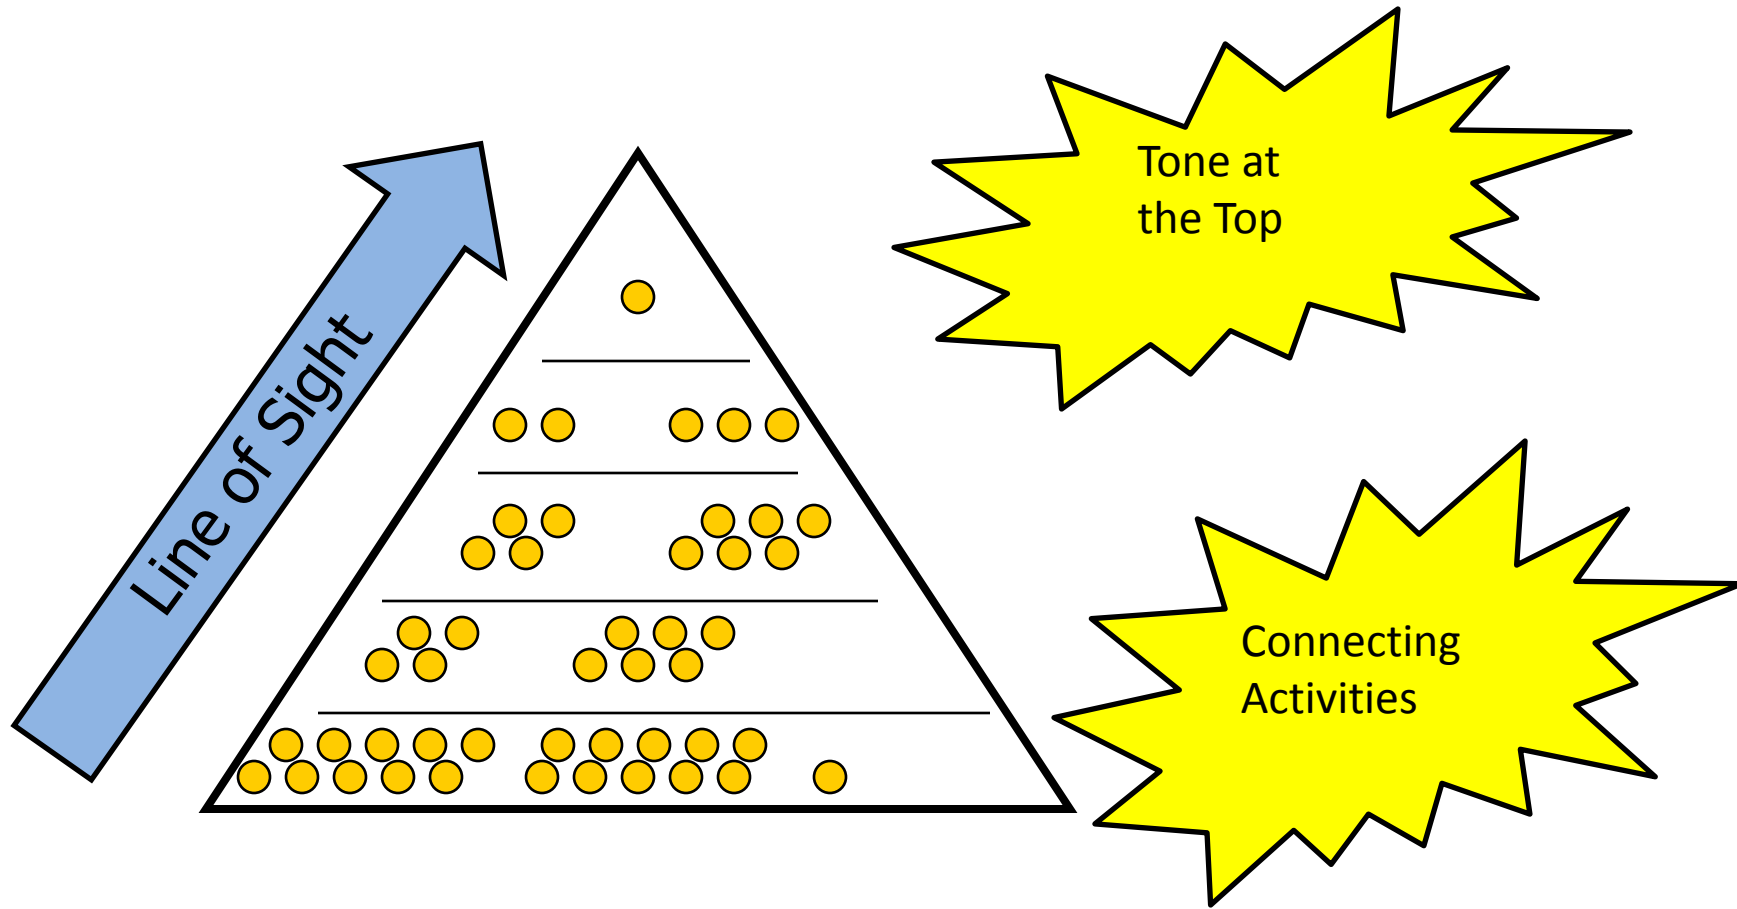 Line of Sight
Tone at
the Top
Connecting
Activities